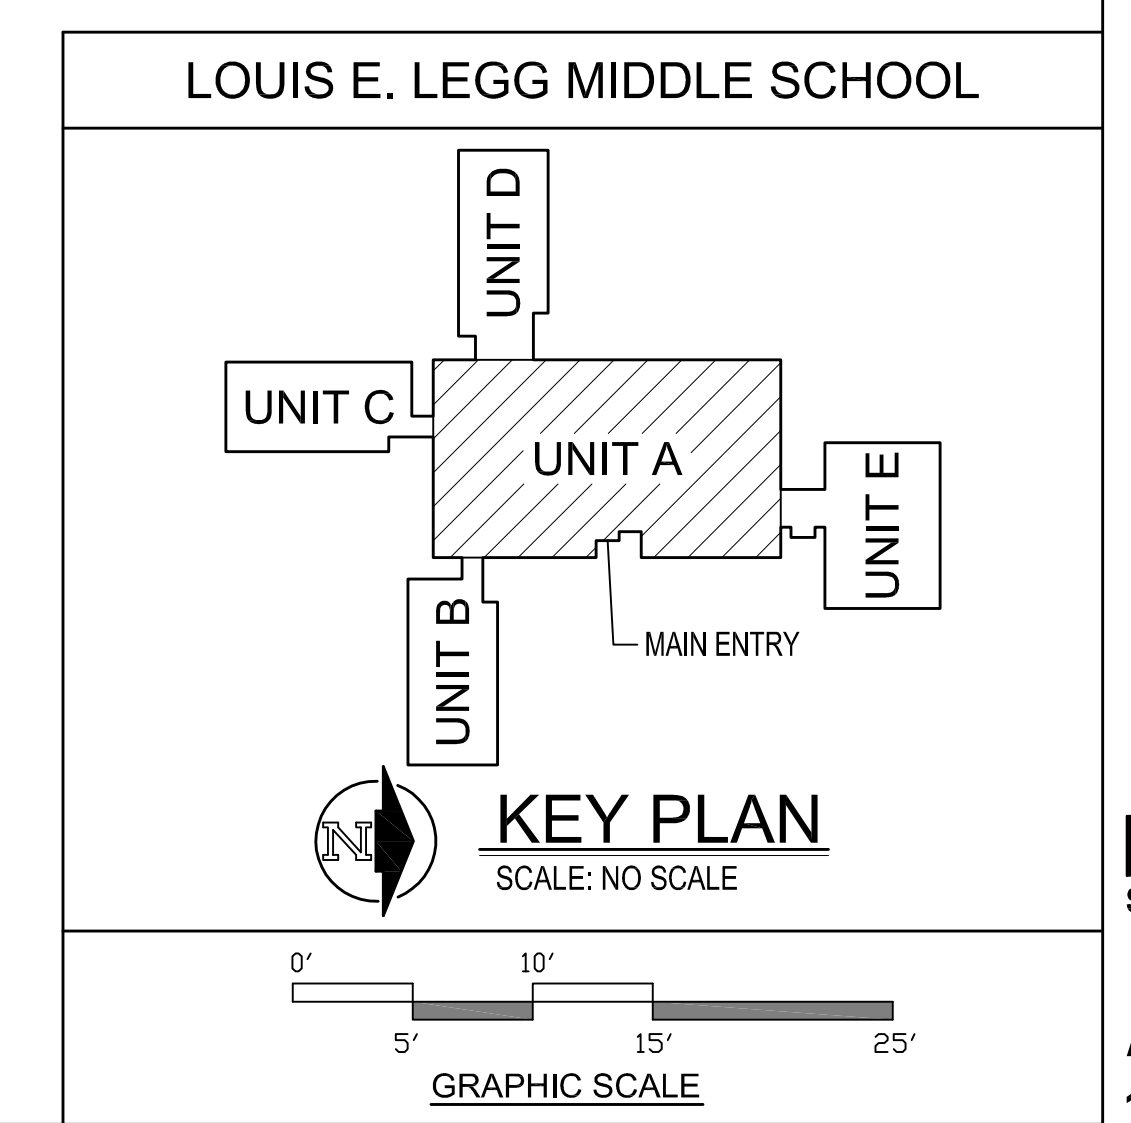 LOUIS E. LEGG MIDDLE SCHOOL
UNIT D
UNIT C
UNIT A
UNIT E
UNIT B
MAIN ENTRY
N
KEY PLAN
SCALE: NO SCALE
0' 10'
5' 15' 25'
GRAPHIC SCALE